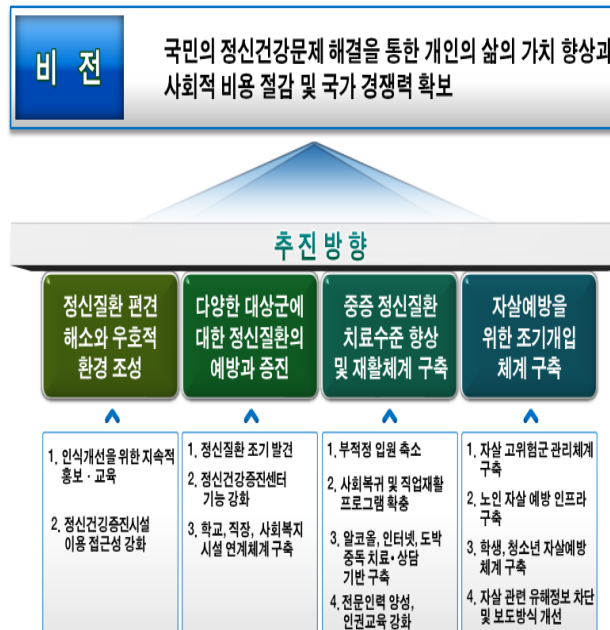 비 전
국민의 정신건강문제 해결을 통한 개인의 삶의 가치 향상과
사회적 비용 절감 및 국가 경쟁력 확보
추진방향
정신질환 편견
해소와 우호적
환경 조성
다양한 대상군에
대한 정신질환의
예방과 증진
중증 정신질환
치료수준 향상
및 재활체계 구축
자살예방을
위한 조기개입
체계 구축
1. 인식개선을 위한 지속적
홍보·교육
2. 정신건깅증진시설
이용 접근성 강화
1. 정신질환 조기 발견
2. 정신건강증진센터
기능 강화
3. 학교, 직장, 사회복지
시설 연계체계 구축
1. 부적정 입원 축소
2. 사회복귀 및 직업재활
프로그램 확충
3. 알코올, 인터넷, 도박
중독 치료•상담
기반 구축
4. 전문인력 양성,
인권교육 강화
1. 자살 고위험군 관리체계
구축
2. 노인 자살 예방 인프라
구축
3. 학생, 청소년 자살예방
체계 구축
4. 자살 관련 유해정보 차단
및 보도방식 개선